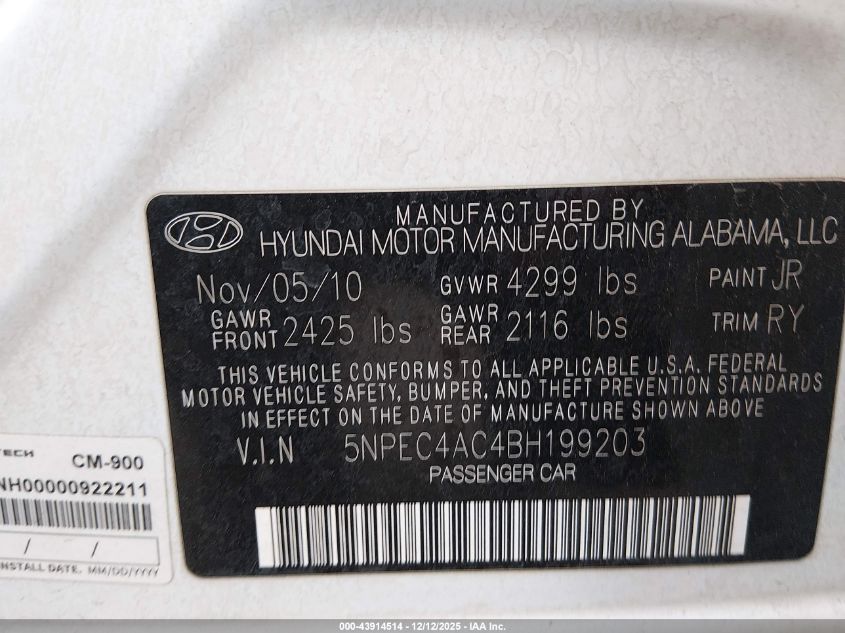 MANUFACTURED BY
HYUNDAI MOTOR MANUFACTURING ALABAMA, LLC
Nov/05/10 GVWR 4299 lbs PAINT JR
GAWR FRONT 2425 lbs GAWR REAR 2116 lbs TRIM RY
THIS VEHICLE CONFORMS TO ALL APPLICABLE U.S.A. FEDERAL
MOTOR VEHICLE SAFETY, BUMPER, AND THEFT PREVENTION STANDARDS
IN EFFECT ON THE DATE OF MANUFACTURE SHOWN ABOVE
V.I.N 5NPEC4AC4BH199203
PASSENGER CAR
TECH CM-900
NH00000922211
/ /
INSTALL DATE. MM/DD/YYYY
000-43914514 - 12/12/2025 - IAA Inc.